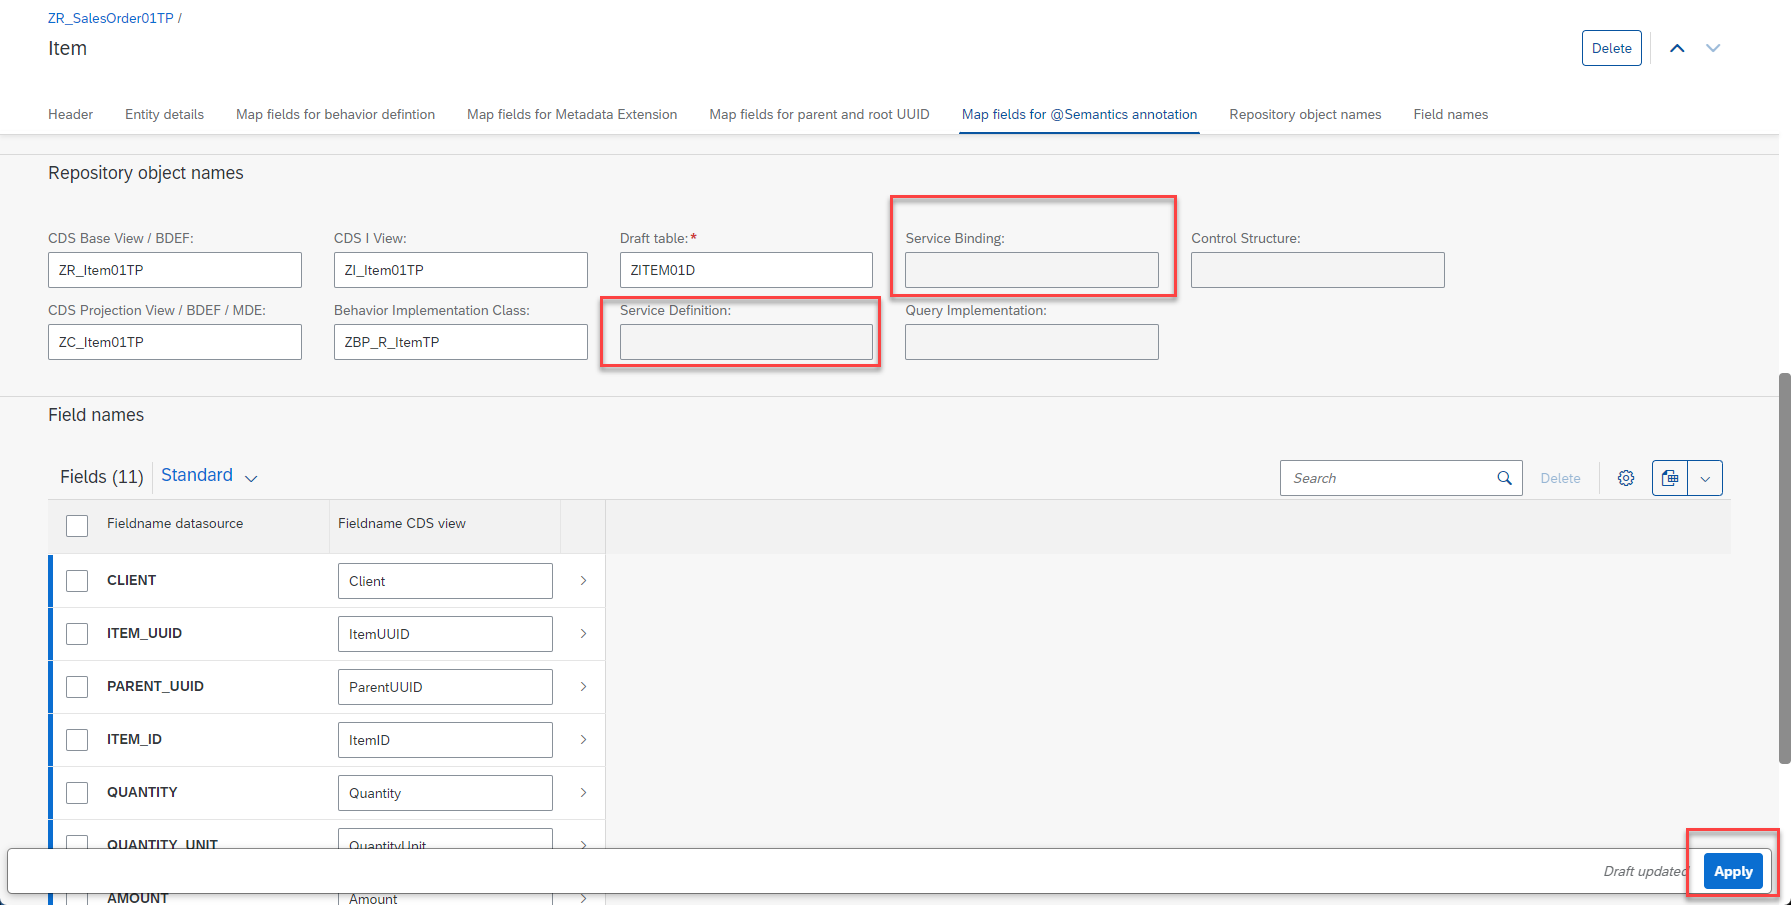 ZR_SalesOrder01TP /
Item
Delete
Header Entity details Map fields for behavior defintion Map fields for Metadata Extension Map fields for parent and root UUID Map fields for @Semantics annotation Repository object names Field names
Repository object names
CDS Base View / BDEF: CDS I View: Draft table:* Service Binding: Control Structure:
ZR_Item01TP ZI_Item01TP ZITEM01D
CDS Projection View / BDEF / MDE: Behavior Implementation Class: Service Definition: Query Implementation:
ZC_Item01TP ZBP_R_ItemTP
Field names
Fields (11) Standard Search Delete
Fieldname datasource Fieldname CDS view
CLIENT Client
ITEM_UUID ItemUUID
PARENT_UUID ParentUUID
ITEM_ID ItemID
QUANTITY Quantity
QUANTITY_UNIT QuantityUnit
Draft updated Apply
AMOUNT Amount